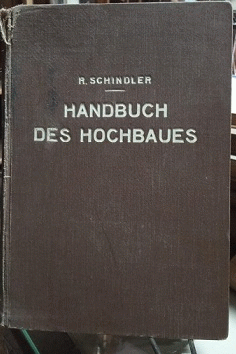 R. SCHINDLER
HANDBUCH
DES HOCHBAUES